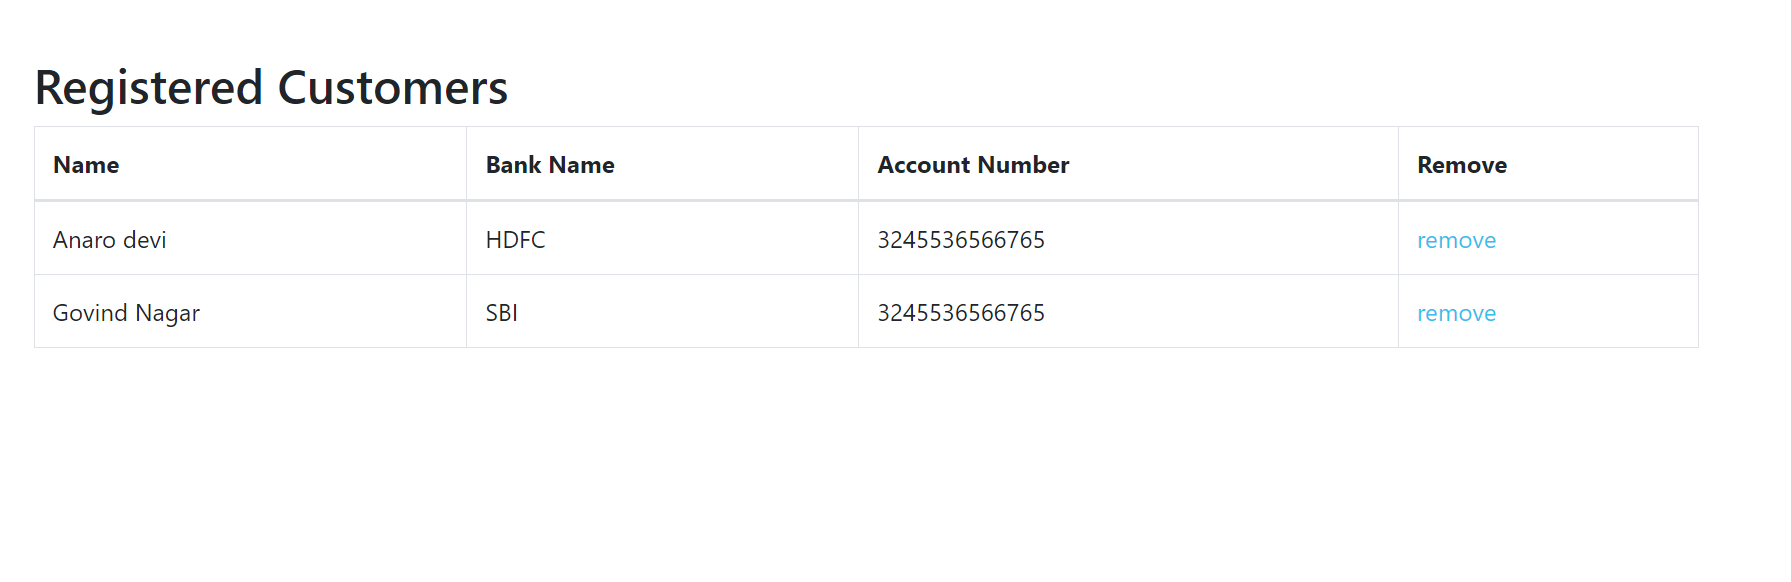 Registered Customers
Name Bank Name Account Number Remove
Anaro devi HDFC 3245536566765 remove
Govind Nagar SBI 3245536566765 remove